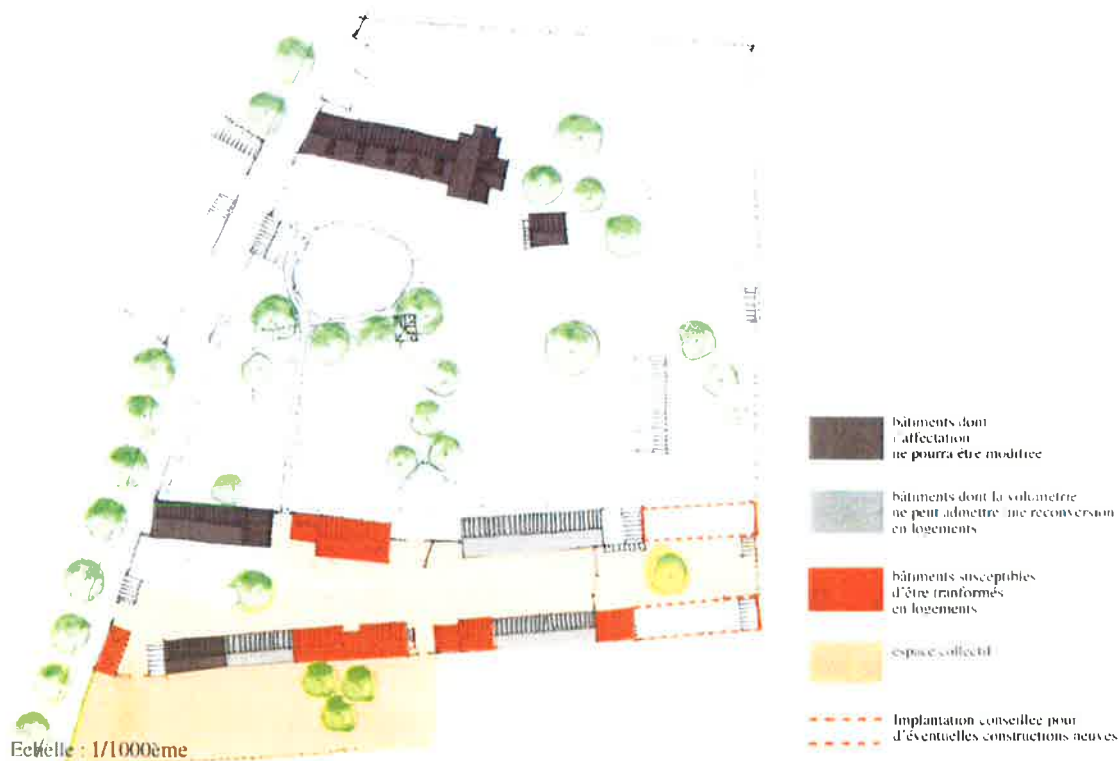 bâtiments dont
l'affectation
ne pourra être modifiée
bâtiments dont la volumétrie
ne peut admettre une reconversion
en logements
bâtiments susceptibles
d'être tranformés
en logements
espace collectif
Implantation conseillée pour
d'éventuelles constructions neuves
Echelle : 1/1000ème